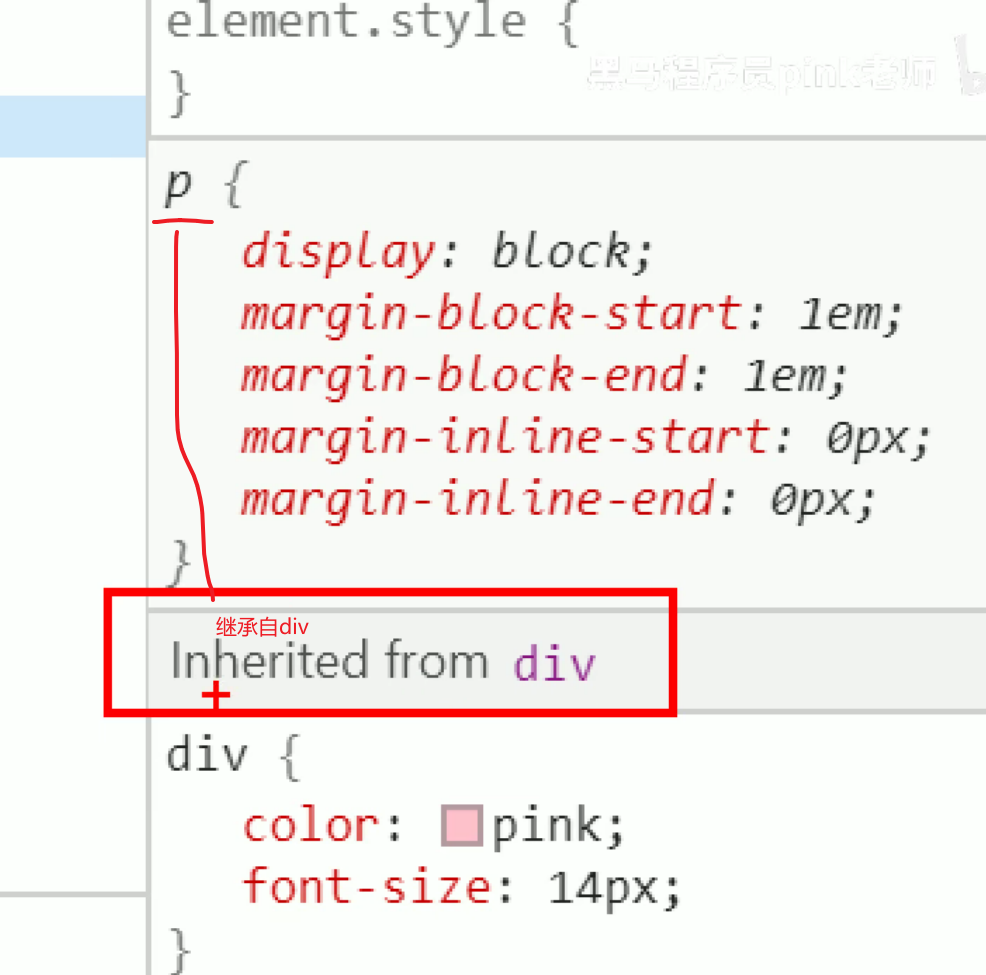 element.style {
黑马程序员pink老师
}
p {
display: block;
margin-block-start: 1em;
margin-block-end: 1em;
margin-inline-start: 0px;
margin-inline-end: 0px;
}
继承自div
Inherited from div
div {
color: pink;
font-size: 14px;
}